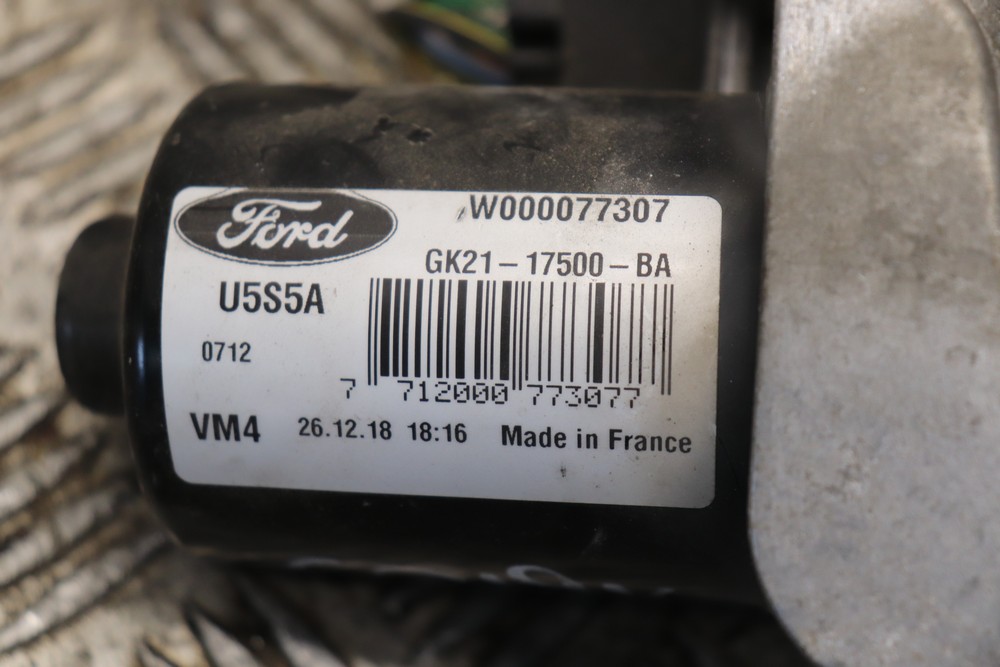 Ford
W000077307
GK21-17500-BA
U5S5A
0712
7 712000 773077
VM4 26.12.18 18:16 Made in France